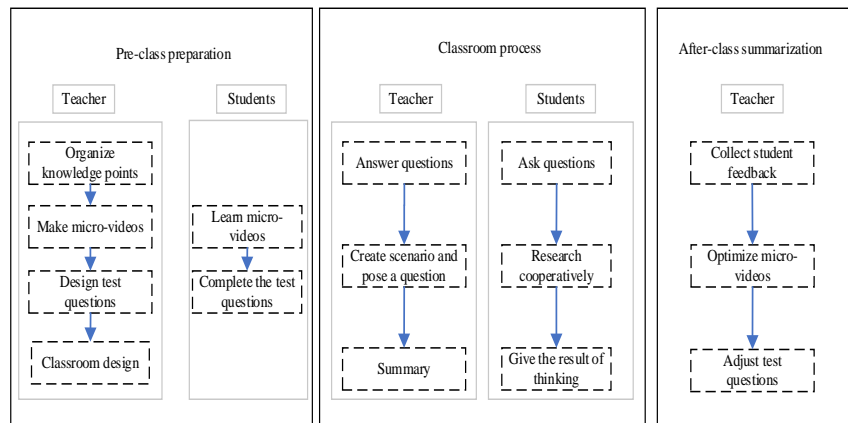 Pre-class preparation
Teacher
Organize
knowledge points
Make micro-videos
Design test
questions
Classroom design
Students
Learn micro-
videos
Complete the test
questions
Classroom process
Teacher
Answer questions
Create scenario and
pose a question
Summary
Students
Ask questions
Research
cooperatively
Give the result of
thinking
After-class summarization
Teacher
Collect student
feedback
Optimize micro-
videos
Adjust test
questions